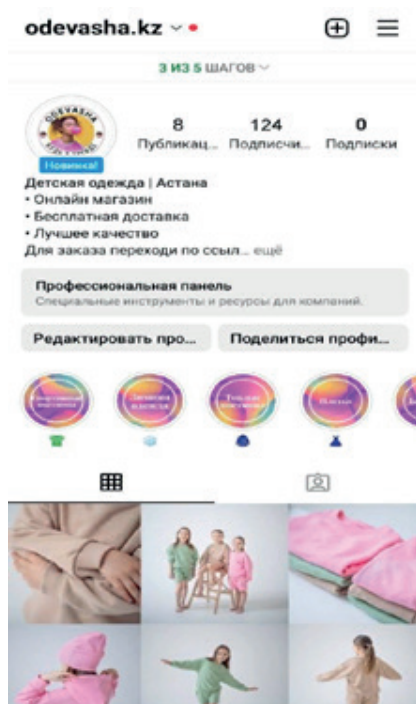 odevasha.kz
3 ИЗ 5 ШАГОВ
ODEVASHA
Новинка!
8 124 0
Публикац... Подписчи... Подписки
Детская одежда | Астана
• Онлайн магазин
• Бесплатная доставка
• Лучшее качество
Для заказа переходи по ссыл... ещё
Профессиональная панель
Специальные инструменты и ресурсы для компаний.
Редактировать про... Поделиться профи...